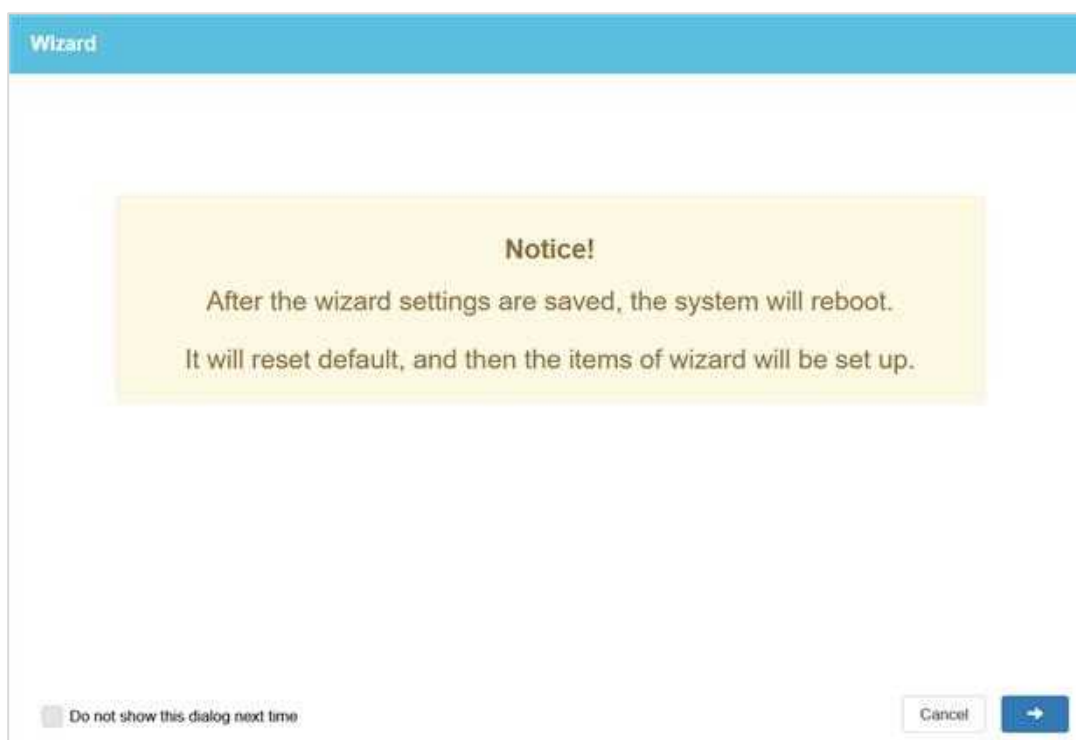 Wizard
Notice!
After the wizard settings are saved, the system will reboot.
It will reset default, and then the items of wizard will be set up.
Do not show this dialog next time
Cancel